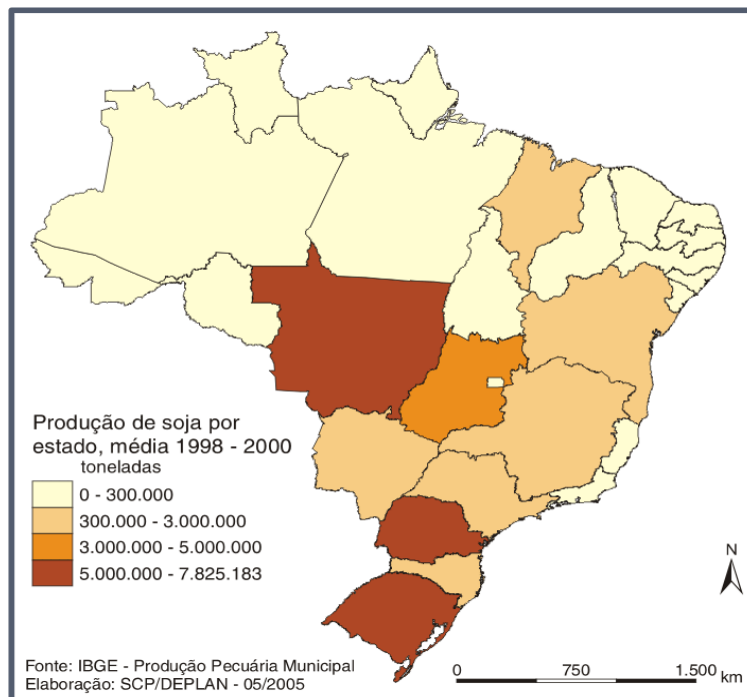 Produção de soja por
estado, média 1998 - 2000
toneladas
0 - 300.000
300.000 - 3.000.000
3.000.000 - 5.000.000
5.000.000 - 7.825.183
N
Fonte: IBGE - Produção Pecuária Municipal
Elaboração: SCP/DEPLAN - 05/2005
0 750 1.500 km